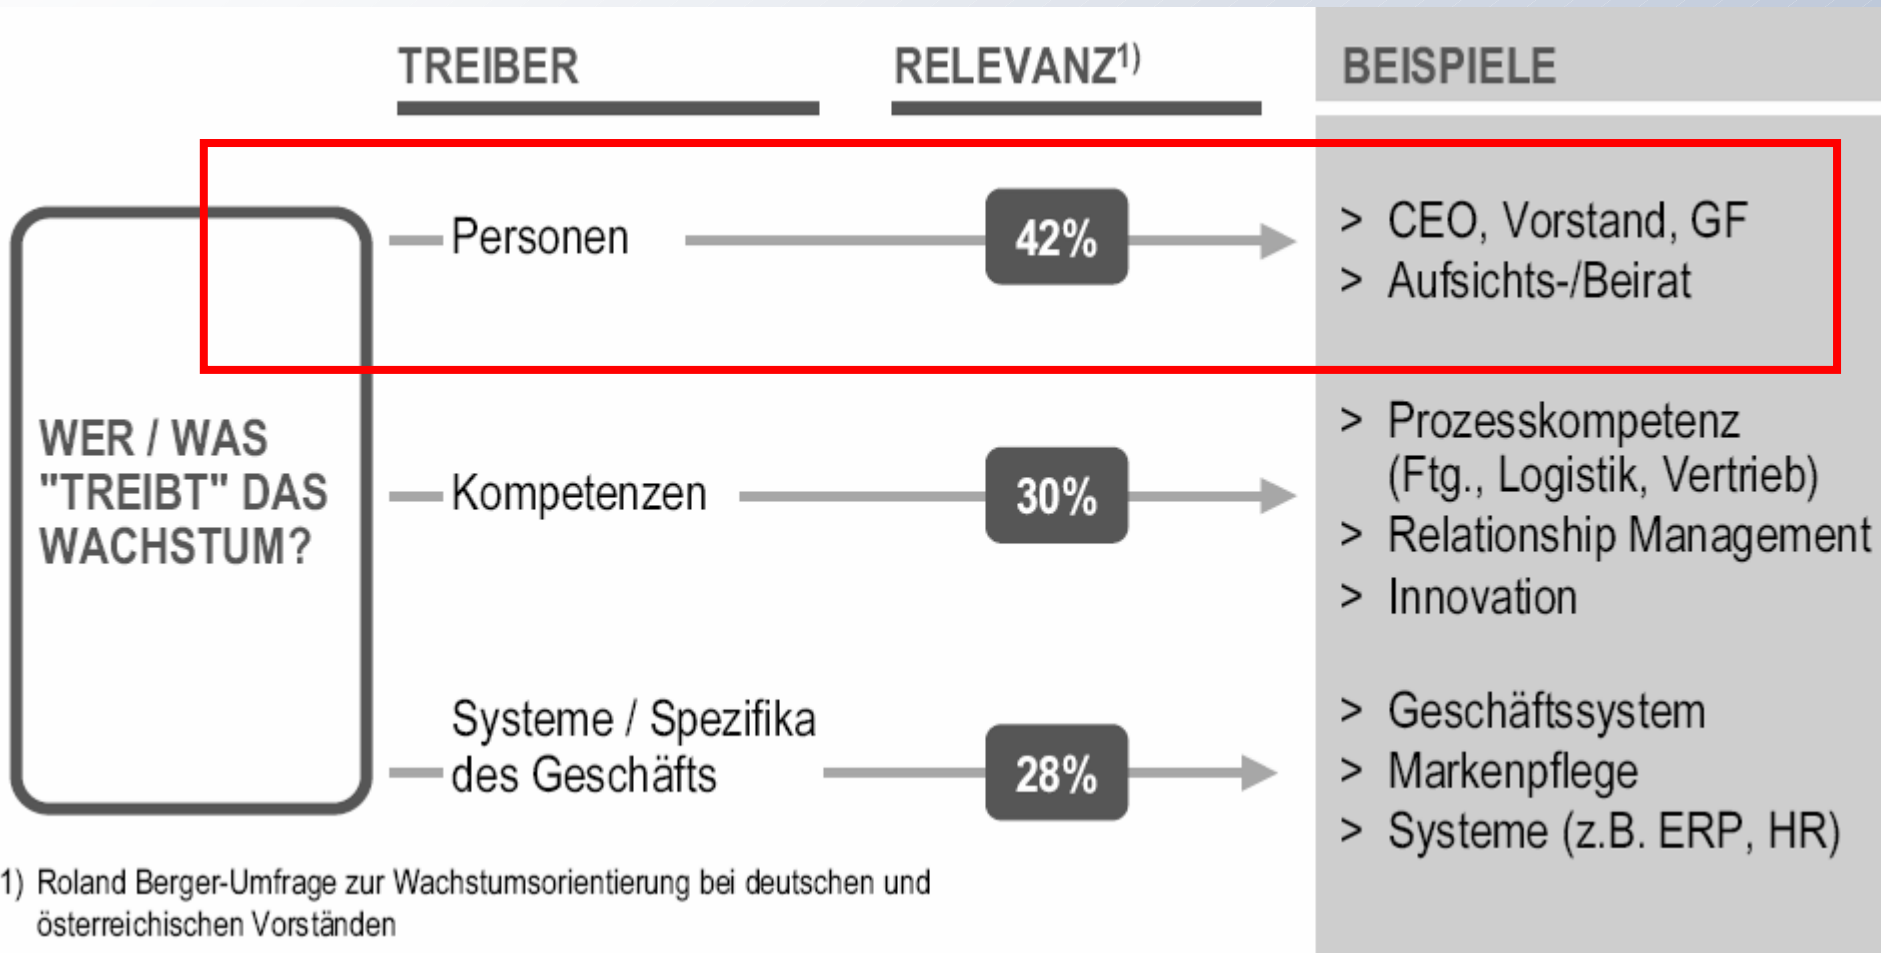 TREIBER
RELEVANZ1)
BEISPIELE
WER / WAS
"TREIBT" DAS
WACHSTUM?
Personen
42%
> CEO, Vorstand, GF
> Aufsichts-/Beirat
Kompetenzen
30%
> Prozesskompetenz
(Ftg., Logistik, Vertrieb)
> Relationship Management
> Innovation
Systeme / Spezifika
des Geschäfts
28%
> Geschäftssystem
> Markenpflege
> Systeme (z.B. ERP, HR)
1) Roland Berger-Umfrage zur Wachstumsorientierung bei deutschen und
österreichischen Vorständen